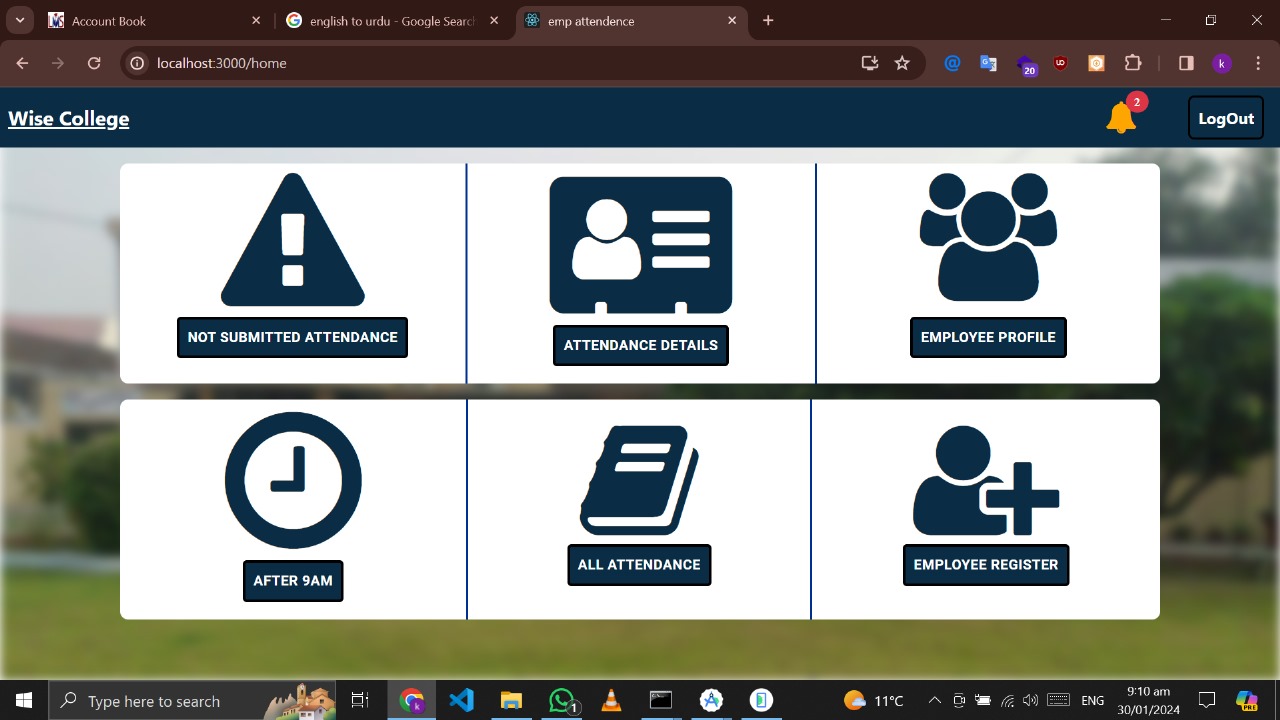 Account Book
english to urdu - Google Searc
emp attendence
localhost:3000/home
20
k
Wise College
2
LogOut
NOT SUBMITTED ATTENDANCE
ATTENDANCE DETAILS
EMPLOYEE PROFILE
AFTER 9AM
ALL ATTENDANCE
EMPLOYEE REGISTER
Type here to search
k
1
11°C
ENG
9:10 am
30/01/2024
PRE